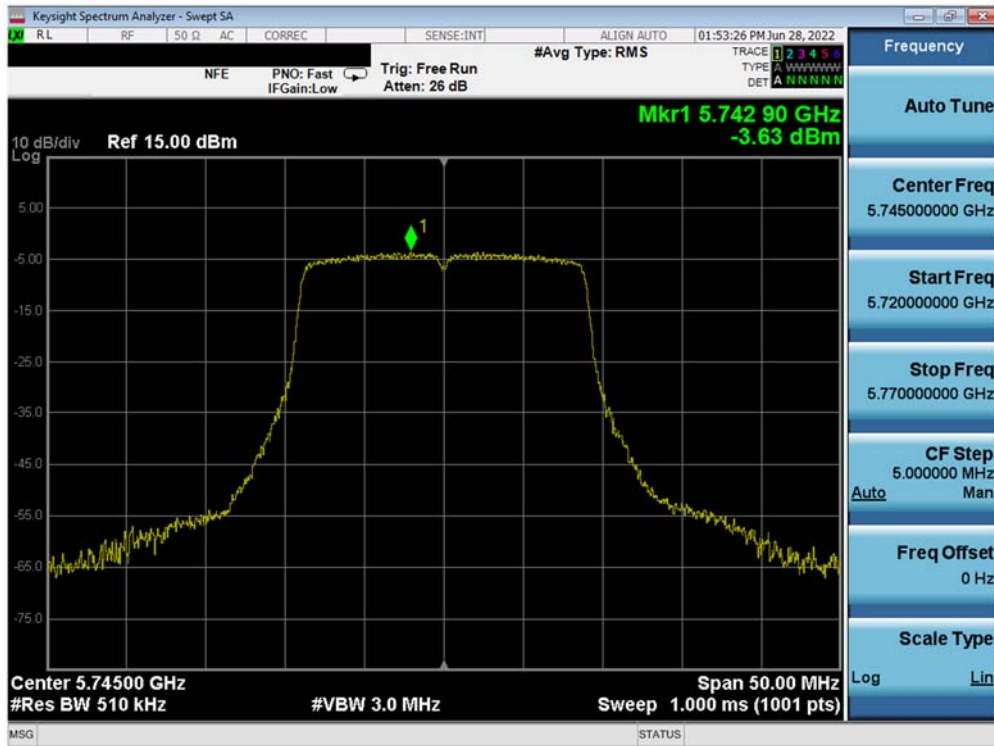 Keysight Spectrum Analyzer - Swept SA
LXI RL RF 50 Ω AC CORREC SENSE:INT ALIGN AUTO 01:53:26 PM Jun 28, 2022
NFE PNO: Fast Trig: Free Run #Avg Type: RMS TRACE 1 2 3 4 5 6
IFGain:Low Atten: 26 dB TYPE A WWWWW
DET A N N N N N
Mkr1 5.742 90 GHz
-3.63 dBm
10 dB/div Ref 15.00 dBm
Log
5.00
1
-5.00
-15.0
-25.0
-35.0
-45.0
-55.0
-65.0
-75.0
Center 5.74500 GHz Span 50.00 MHz
#Res BW 510 kHz #VBW 3.0 MHz Sweep 1.000 ms (1001 pts)
MSG STATUS
Frequency
Auto Tune
Center Freq
5.745000000 GHz
Start Freq
5.720000000 GHz
Stop Freq
5.770000000 GHz
CF Step
5.000000 MHz
Auto Man
Freq Offset
0 Hz
Scale Type
Log Lin